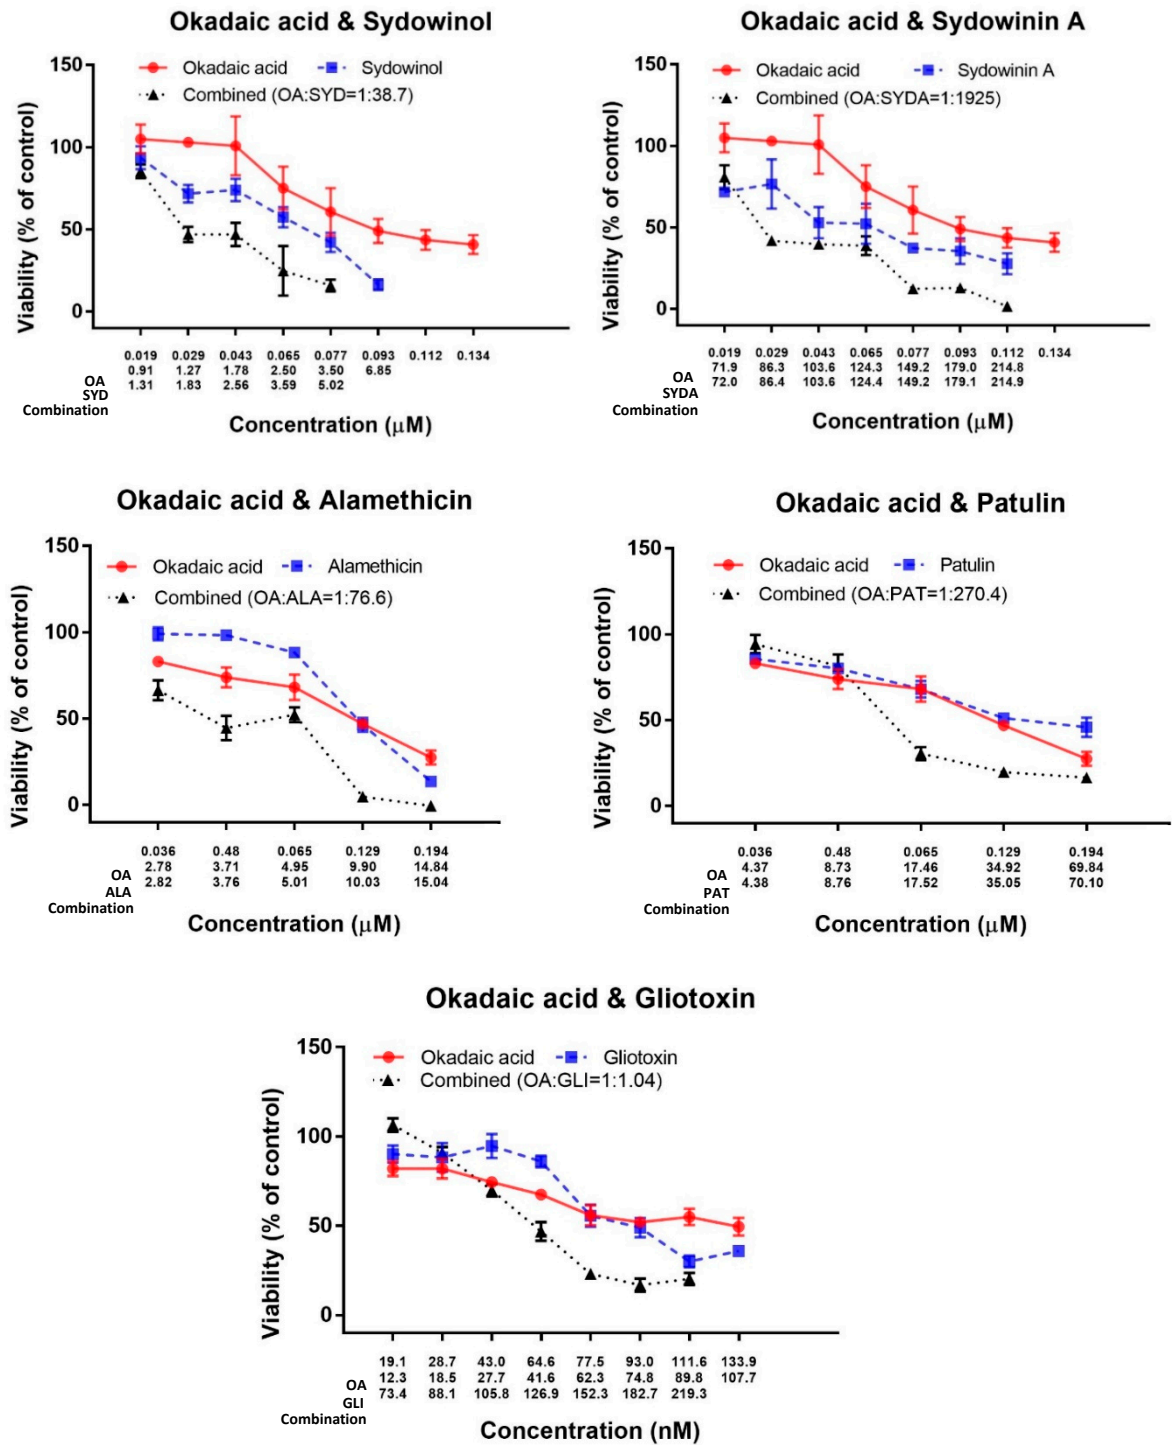 Okadaic acid & Sydowinol
Okadaic acid Sydowinol
Combined (OA:SYD=1:38.7)
Viability (% of control)
150
100
50
0
0.019 0.029 0.043 0.065 0.077 0.093 0.112 0.134
0.91 1.27 1.78 2.50 3.50 6.85
1.31 1.83 2.56 3.59 5.02
OA
SYD
Combination
Concentration (μM)
Okadaic acid & Sydowinin A
Okadaic acid Sydowinin A
Combined (OA:SYDA=1:1925)
Viability (% of control)
150
100
50
0
0.019 0.029 0.043 0.065 0.077 0.093 0.112 0.134
71.9 86.3 103.6 124.3 149.2 179.0 214.8
72.0 86.4 103.6 124.4 149.2 179.1 214.9
OA
SYDA
Combination
Concentration (μM)
Okadaic acid & Alamethicin
Okadaic acid Alamethicin
Combined (OA:ALA=1:76.6)
Viability (% of control)
150
100
50
0
0.036 0.48 0.065 0.129 0.194
2.78 3.71 4.95 9.90 14.84
2.82 3.76 5.01 10.03 15.04
OA
ALA
Combination
Concentration (μM)
Okadaic acid & Patulin
Okadaic acid Patulin
Combined (OA:PAT=1:270.4)
Viability (% of control)
150
100
50
0
0.036 0.48 0.065 0.129 0.194
4.37 8.73 17.46 34.92 69.84
4.38 8.76 17.52 35.05 70.10
OA
PAT
Combination
Concentration (μM)
Okadaic acid & Gliotoxin
Okadaic acid Gliotoxin
Combined (OA:GLI=1:1.04)
Viability (% of control)
150
100
50
0
19.1 28.7 43.0 64.6 77.5 93.0 111.6 133.9
12.3 18.5 27.7 41.6 62.3 74.8 89.8 107.7
73.4 88.1 105.8 126.9 152.3 182.7 219.3
OA
GLI
Combination
Concentration (nM)